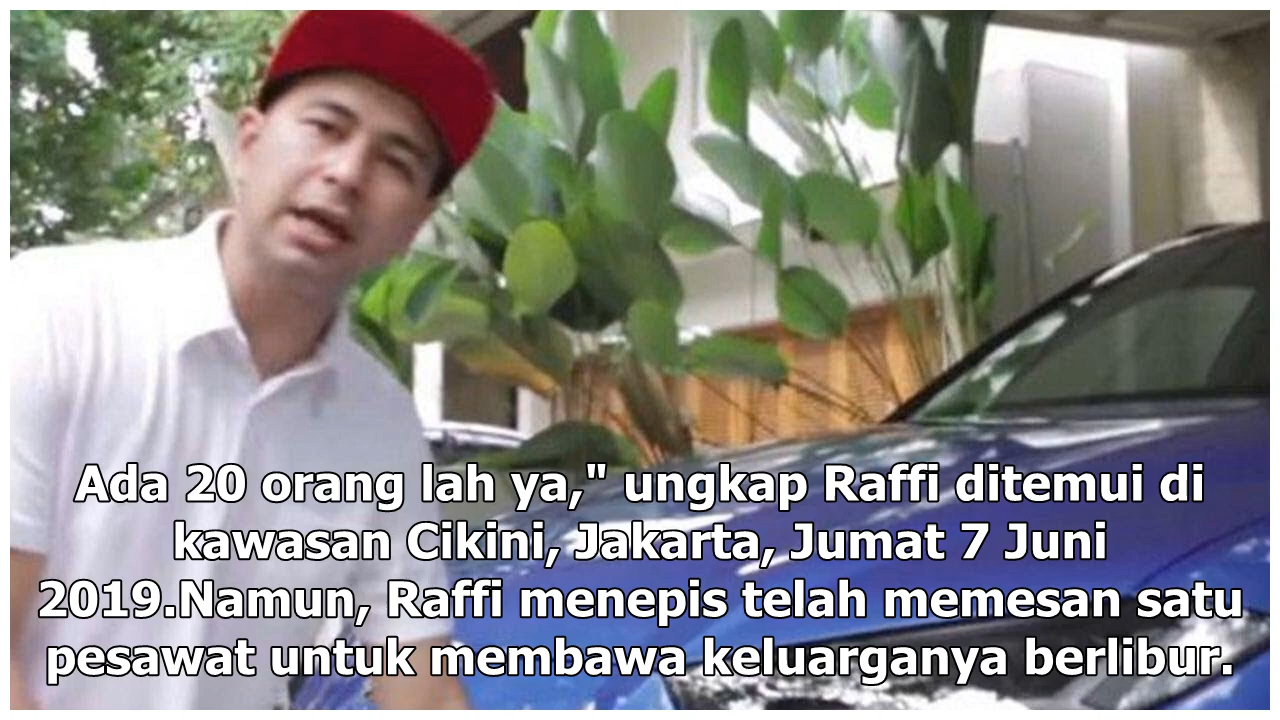 Ada 20 orang lah ya," ungkap Raffi ditemui di
kawasan Cikini, Jakarta, Jumat 7 Juni
2019.Namun, Raffi menepis telah memesan satu
pesawat untuk membawa keluarganya berlibur.